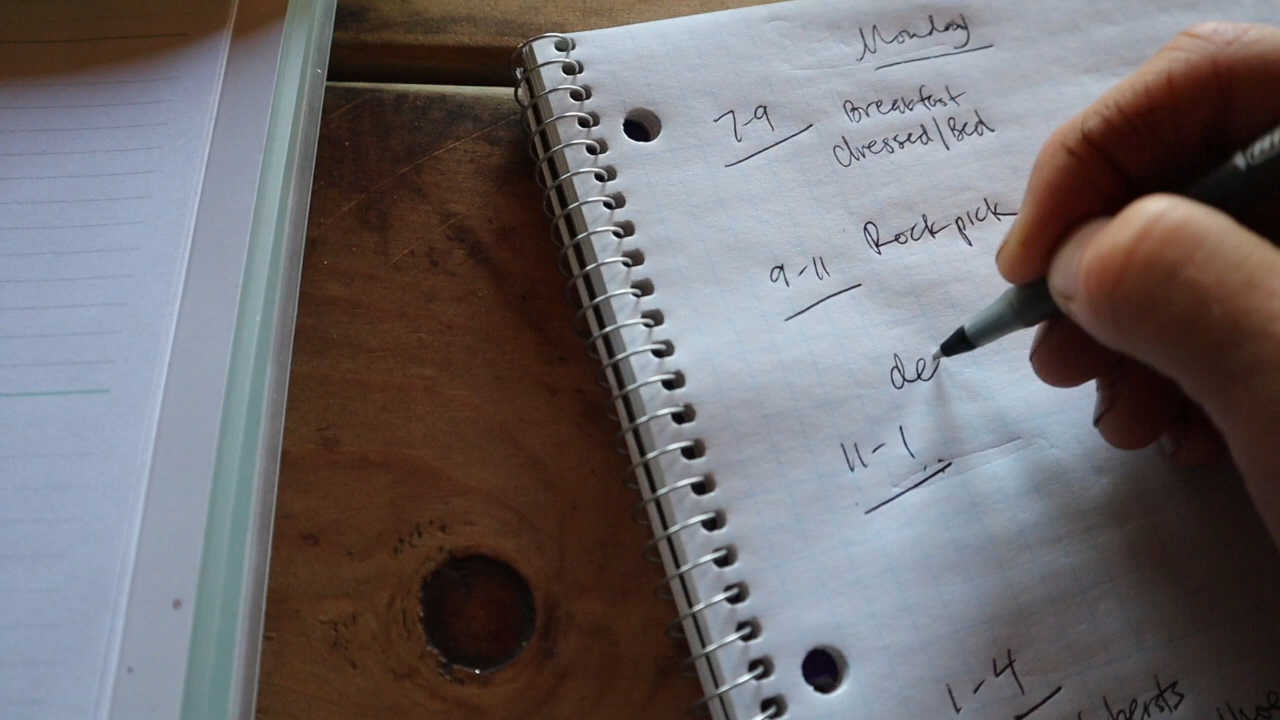 Monday
7-9 Breakfast
dressed/Bed
9-11 Rock pick
de
11-1
1-4